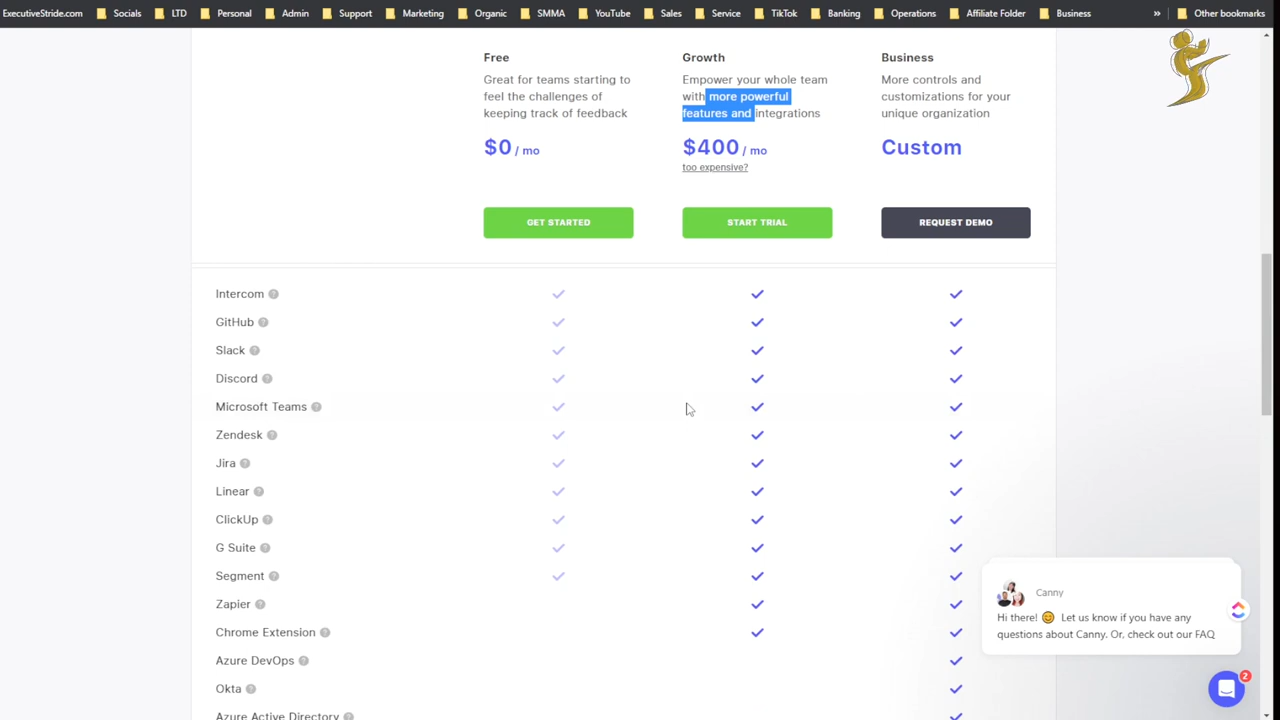 ExecutiveStride.com Socials LTD Personal Admin Support Marketing Organic SMMA YouTube Sales Service TikTok Banking Operations Affiliate Folder Business » Other bookmarks
Free
Great for teams starting to
feel the challenges of
keeping track of feedback
$0 / mo
GET STARTED
Growth
Empower your whole team
with more powerful
features and integrations
$400 / mo
too expensive?
START TRIAL
Business
More controls and
customizations for your
unique organization
Custom
REQUEST DEMO
Intercom ?
GitHub ?
Slack ?
Discord ?
Microsoft Teams ?
Zendesk ?
Jira ?
Linear ?
ClickUp ?
G Suite ?
Segment ?
Zapier ?
Chrome Extension ?
Azure DevOps ?
Okta ?
Azure Active Directory ?
Canny
Hi there! 😊 Let us know if you have any
questions about Canny. Or, check out our FAQ
2